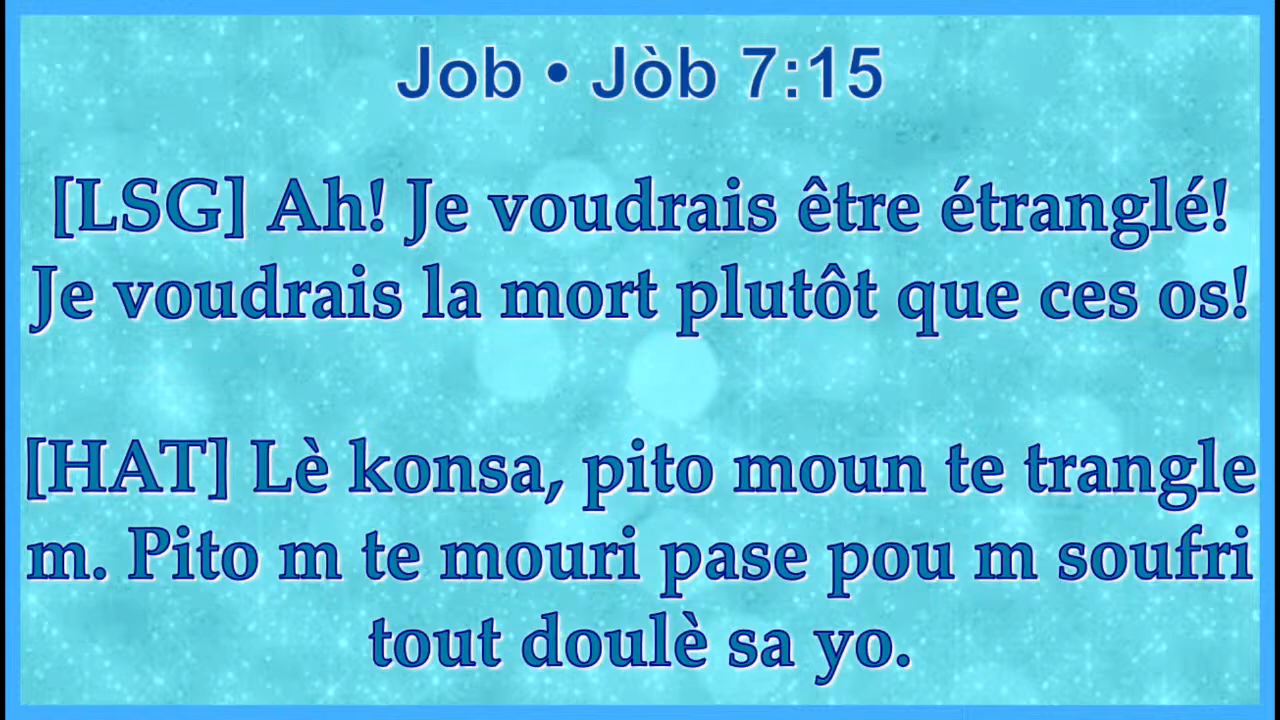 Job • Jòb 7:15
[LSG] Ah! Je voudrais être étranglé!
Je voudrais la mort plutôt que ces os!
[HAT] Lè konsa, pito moun te trangle
m. Pito m te mouri pase pou m soufri
tout doulè sa yo.